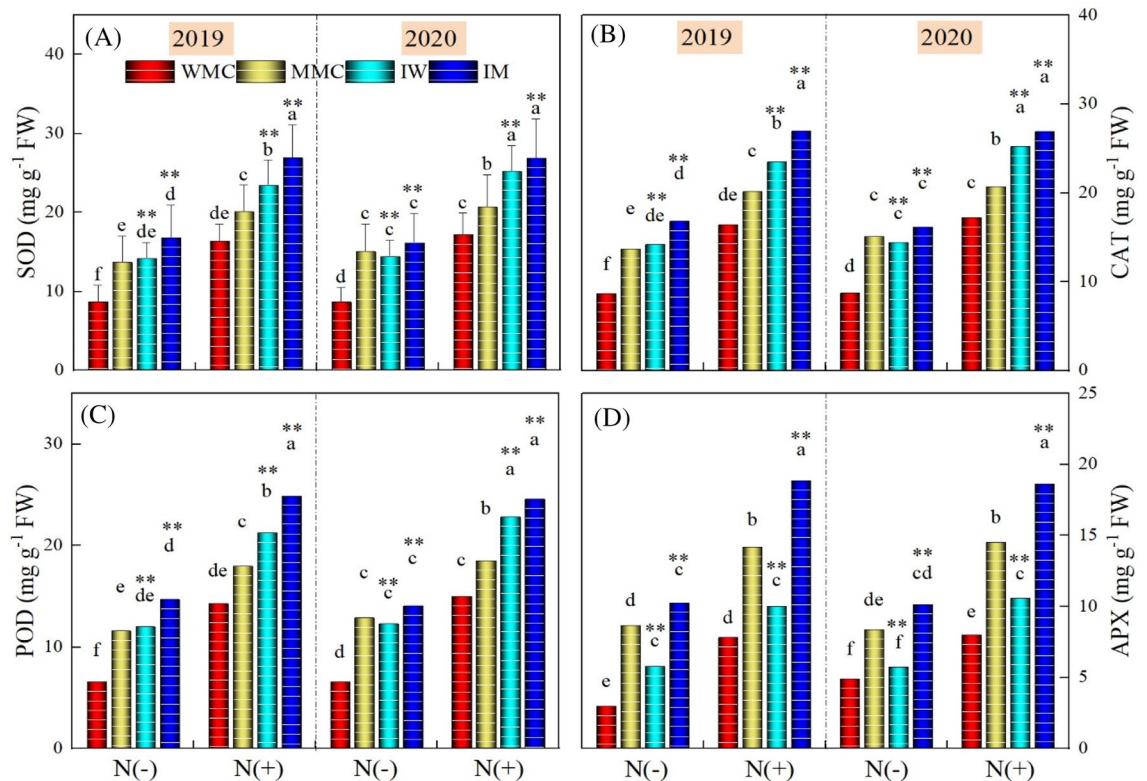 (A) 2019 2020
WMC MMC IW IM
SOD (mg g⁻¹ FW)
40
30
20
10
0
f e ** de ** d de c ** b ** a d c ** c ** c c b ** a ** a
(B) 2019 2020
CAT (mg g⁻¹ FW)
40
30
20
10
0
f e ** de ** d de c ** b ** a d c ** c ** c c b ** a ** a
(C)
POD (mg g⁻¹ FW)
30
20
10
0
f e ** de ** d de c ** b ** a d c ** c ** c c b ** a ** a
N(-) N(+) N(-) N(+)
(D)
APX (mg g⁻¹ FW)
25
20
15
10
5
0
e d ** c ** c d b ** c ** a f de ** f ** cd e b ** c ** a
N(-) N(+) N(-) N(+)